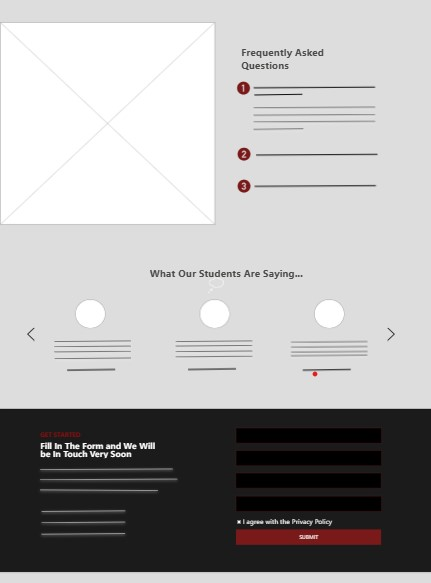 Frequently Asked
Questions
1
2
3
What Our Students Are Saying...
GET STARTED
Fill In The Form and We Will
be In Touch Very Soon
I agree with the Privacy Policy
SUBMIT